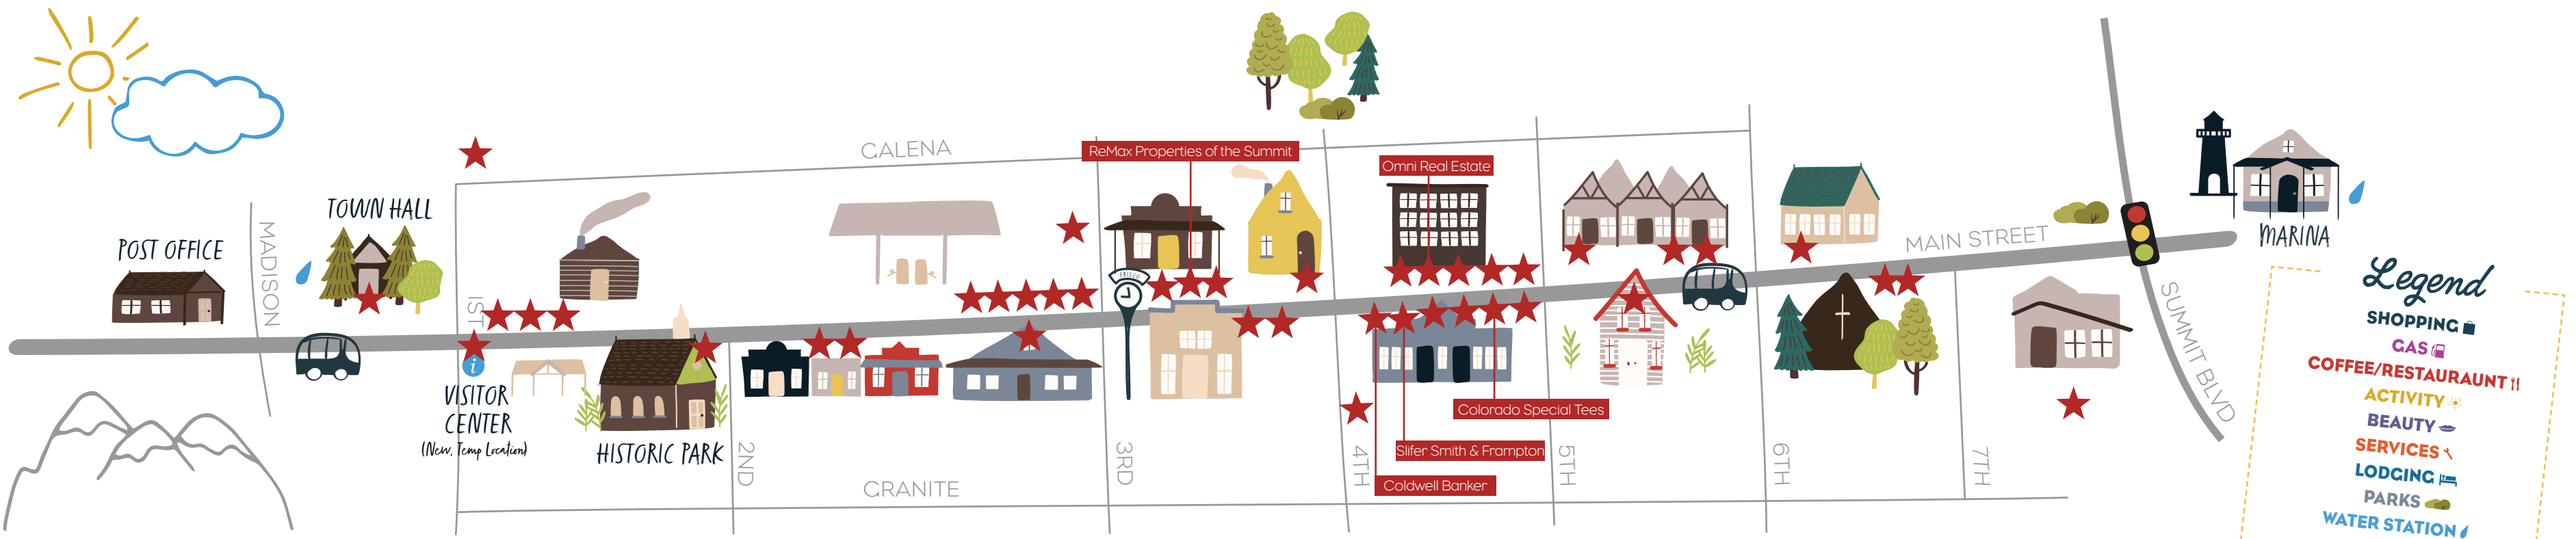 GALENA
ReMax Properties of the Summit
Omni Real Estate
TOWN HALL
POST OFFICE
MADISON
1ST
FRISCO
MAIN STREET
MARINA
SUMMIT BLVD
VISITOR
CENTER
(New, Temp Location)
HISTORIC PARK
2ND
3RD
4TH
5TH
6TH
7TH
GRANITE
Colorado Special Tees
Slifer Smith & Frampton
Coldwell Banker
Legend
SHOPPING
GAS
COFFEE/RESTAURAUNT
ACTIVITY
BEAUTY
SERVICES
LODGING
PARKS
WATER STATION
i